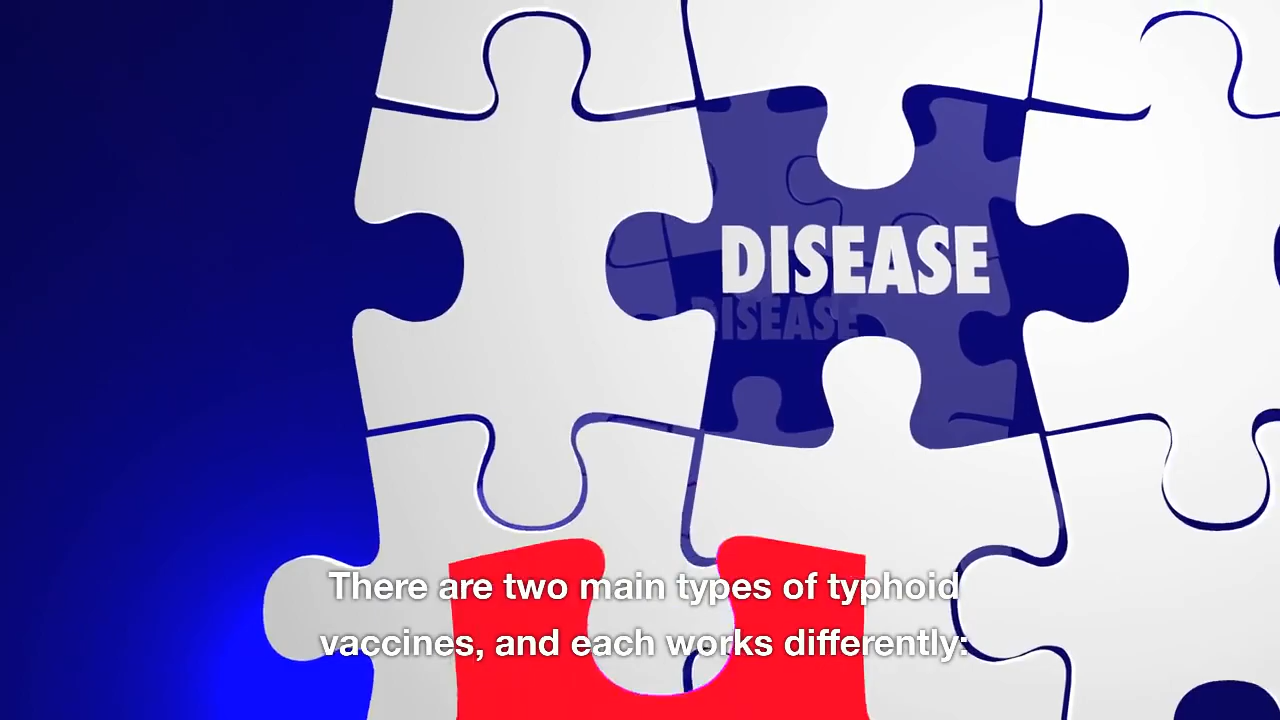 DISEASE
DISEASE
There are two main types of typhoid
vaccines, and each works differently: